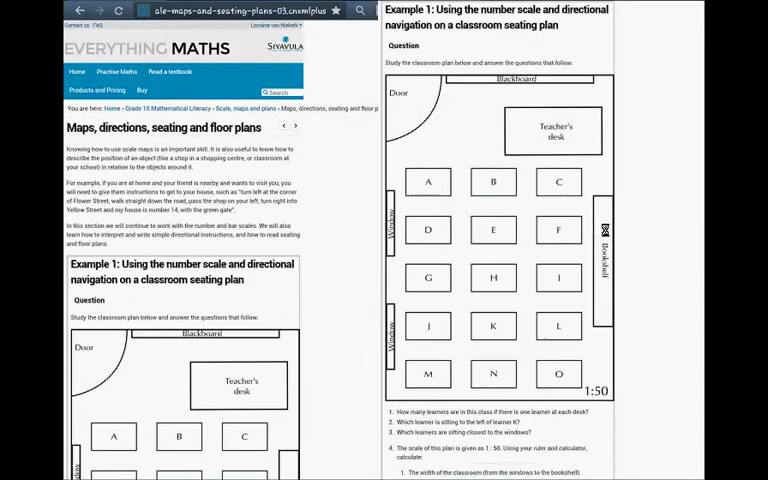 ale-maps-and-seating-plans-03.cnxmlplus
Contact us FAQ
Lorraine van Niekerk
EVERYTHING MATHS
SIYAVULA
Home Practise Maths Read a textbook
Products and Pricing Buy
Search
You are here: Home › Grade 10 Mathematical Literacy › Scale, maps and plans › Maps, directions, seating and floor p
Maps, directions, seating and floor plans
Knowing how to use scale maps is an important skill. It is also useful to know how to
describe the position of an object (like a shop in a shopping centre, or classroom at
your school) in relation to the objects around it.
For example, if you are at home and your friend is nearby and wants to visit you, you
will need to give them instructions to get to your house, such as "turn left at the corner
of Flower Street, walk straight down the road, pass the shop on your left, turn right into
Yellow Street and my house is number 14, with the green gate".
In this section we will continue to work with the number and bar scales. We will also
learn how to interpret and write simple directional instructions, and how to read seating
and floor plans.
Example 1: Using the number scale and directional
navigation on a classroom seating plan
Question
Study the classroom plan below and answer the questions that follow:
Blackboard
Door
Teacher's
desk
A B C
Window
Example 1: Using the number scale and directional
navigation on a classroom seating plan
Question
Study the classroom plan below and answer the questions that follow:
Blackboard
Door
Teacher's
desk
A B C
Window
D E F
Bookshelf
G H I
Window
J K L
M N O
1:50
1. How many learners are in this class if there is one learner at each desk?
2. Which learner is sitting to the left of learner K?
3. Which learners are sitting closest to the windows?
4. The scale of this plan is given as 1 : 50. Using your ruler and calculator,
calculate:
1. The width of the classroom (from the windows to the bookshelf).